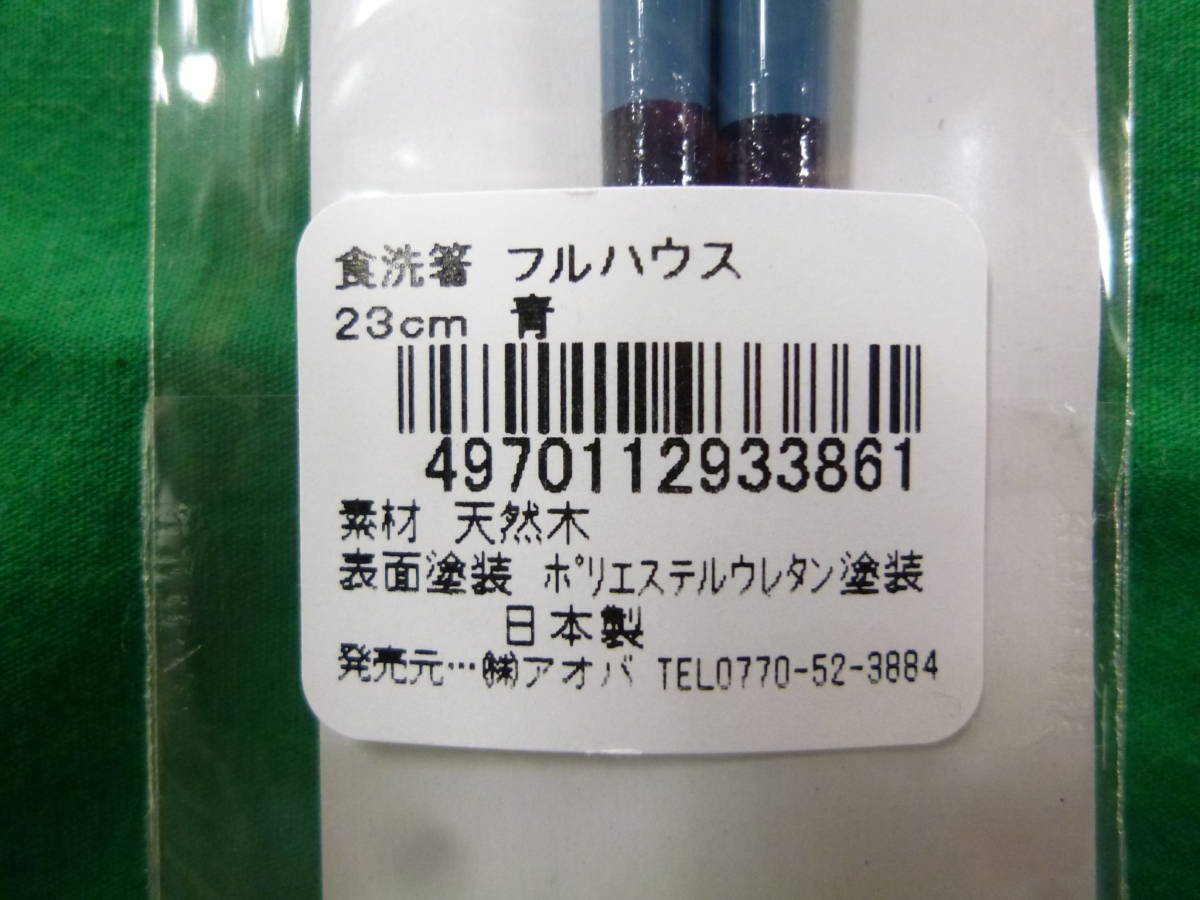 食洗箸 フルハウス
23cm 青
4970112933861
素材 天然木
表面塗装 ポリエステルウレタン塗装
日本製
発売元…㈱アオバ TEL0770-52-3884